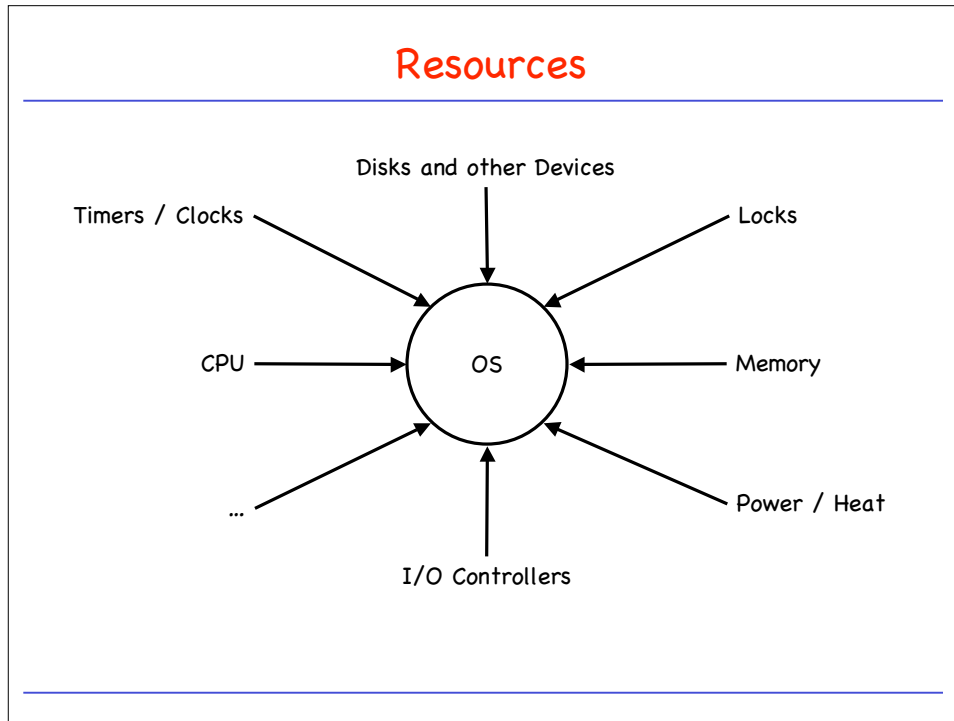 Resources
Disks and other Devices
Timers / Clocks
Locks
CPU
OS
Memory
...
Power / Heat
I/O Controllers